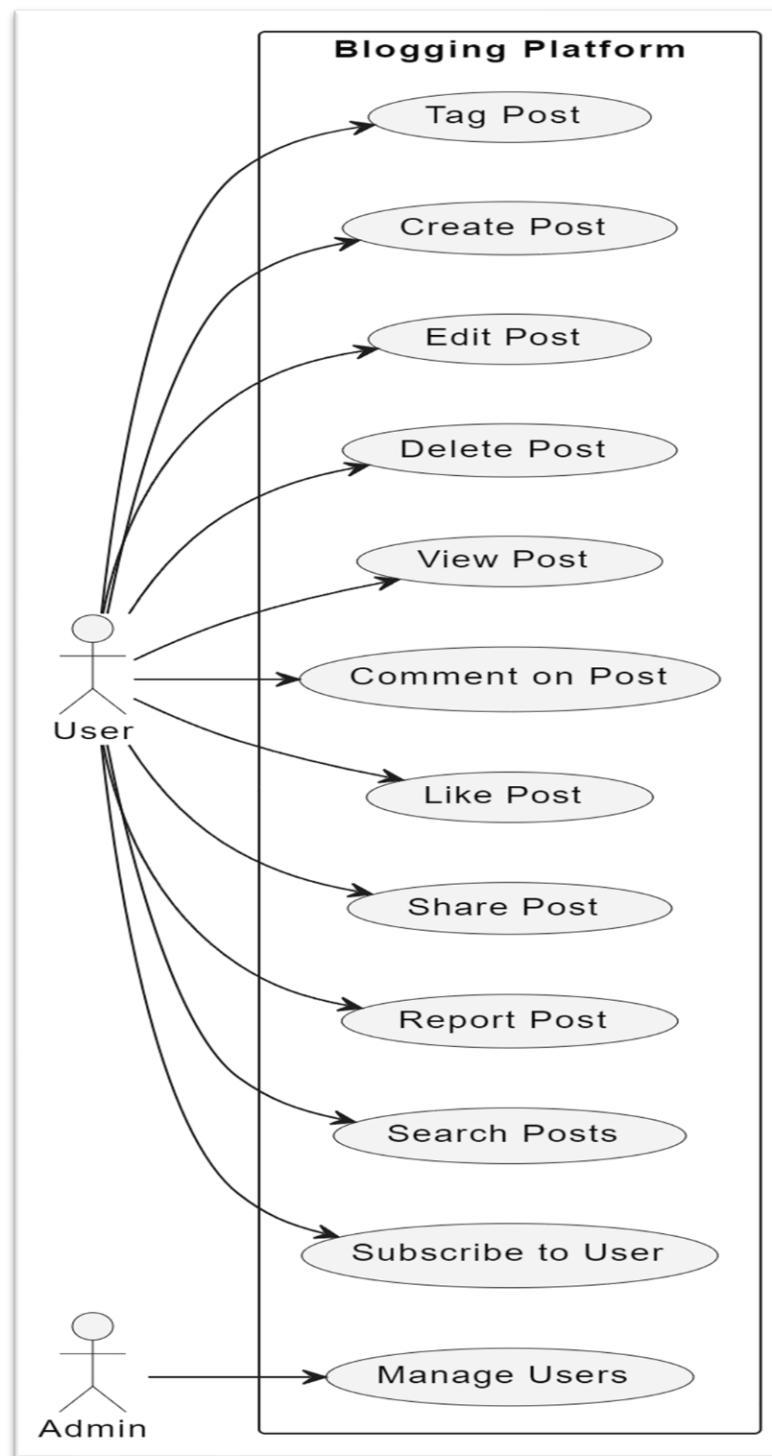 Blogging Platform
Tag Post
Create Post
Edit Post
Delete Post
View Post
Comment on Post
User
Like Post
Share Post
Report Post
Search Posts
Subscribe to User
Manage Users
Admin